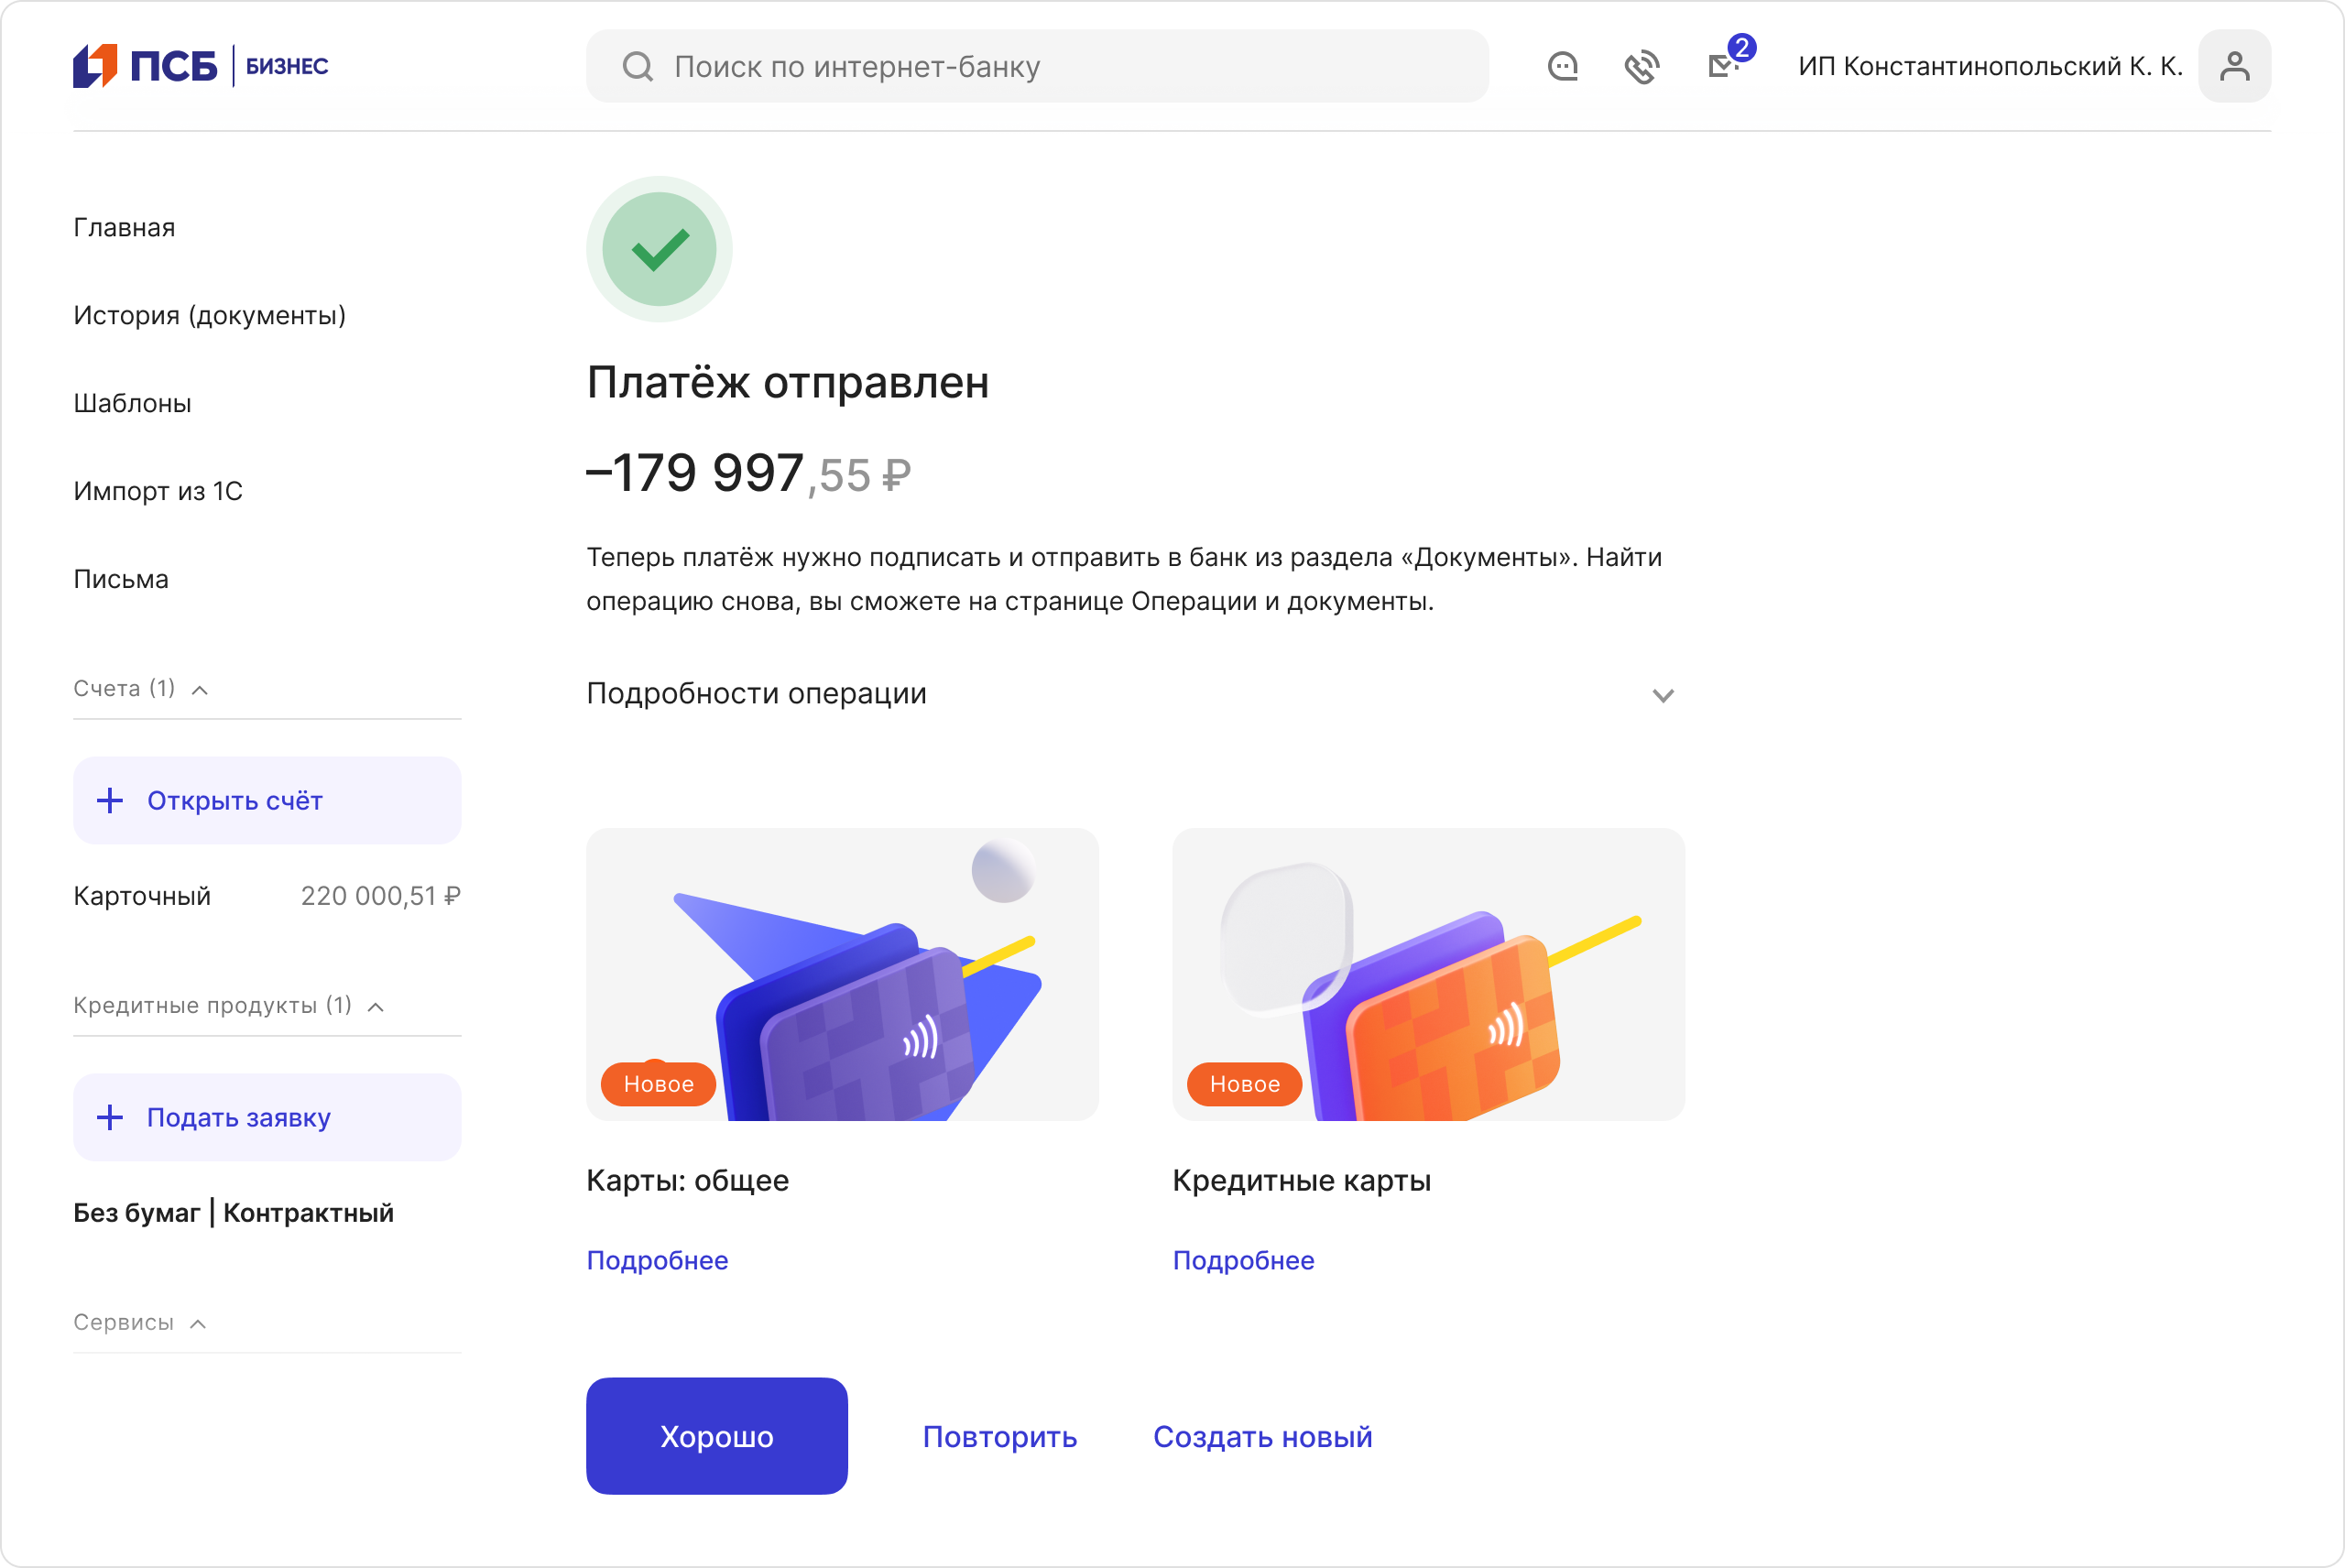 ПСБ БИЗНЕС
Поиск по интернет-банку
2
ИП Константинопольский К. К.
Главная
История (документы)
Шаблоны
Импорт из 1С
Письма
Счета (1)
Открыть счёт
Карточный 220 000,51 ₽
Кредитные продукты (1)
Подать заявку
Без бумаг | Контрактный
Сервисы
Платёж отправлен
–179 997,55 ₽
Теперь платёж нужно подписать и отправить в банк из раздела «Документы». Найти
операцию снова, вы сможете на странице Операции и документы.
Подробности операции
Новое
Карты: общее
Подробнее
Новое
Кредитные карты
Подробнее
Хорошо
Повторить
Создать новый